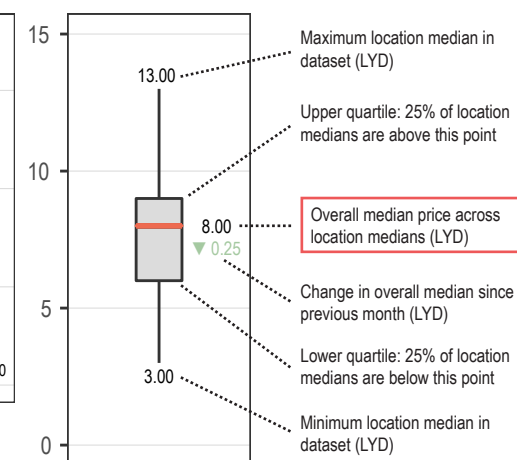 15
10
5
0
0
13.00
8.00
▼ 0.25
3.00
Maximum location median in
dataset (LYD)
Upper quartile: 25% of location
medians are above this point
Overall median price across
location medians (LYD)
Change in overall median since
previous month (LYD)
Lower quartile: 25% of location
medians are below this point
Minimum location median in
dataset (LYD)